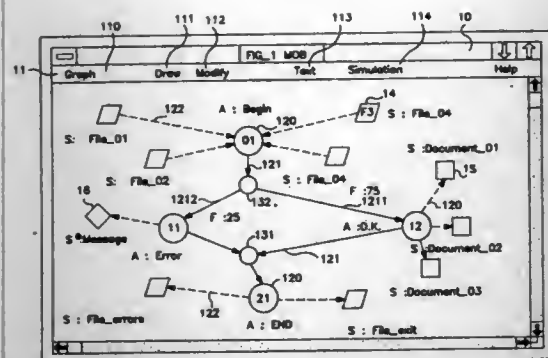 110 111 112 113 114 10
FIG_1 MOB
11 Graph Draw Modify Text Simulation Help
122 A : Begin 14
F3 S : File_04
120
S: File_01 01
S :Document_01
121
S: File_02 S : File_04 15
1212 132 F :75 1211 120
16 F :25
131
11 A :O.K. 12
S :Message S :Document_02
A : Error 121
120 S :Document_03
21
122
S : File_errors A : END S : File_exit